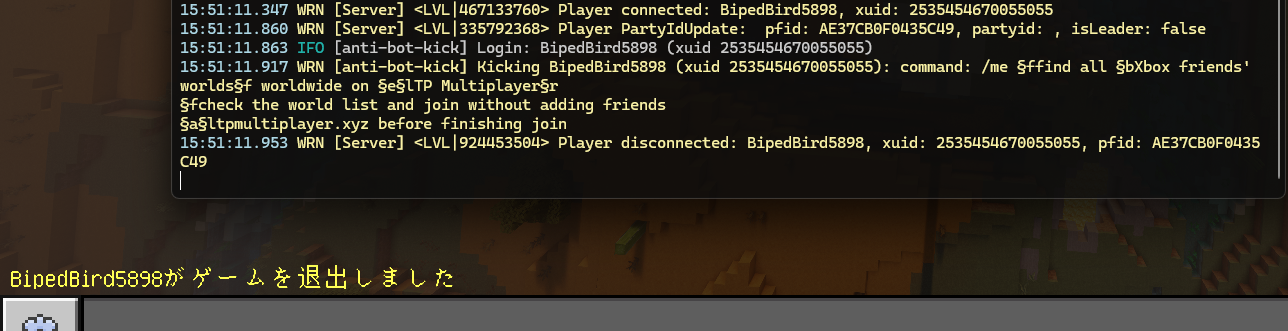 15:51:11.347 WRN [Server] <LVL|467133760> Player connected: BipedBird5898, xuid: 2535454670055055
15:51:11.860 WRN [Server] <LVL|335792368> Player PartyIdUpdate:  pfid: AE37CB0F0435C49, partyid: , isLeader: false
15:51:11.863 IFO [anti-bot-kick] Login: BipedBird5898 (xuid 2535454670055055)
15:51:11.917 WRN [anti-bot-kick] Kicking BipedBird5898 (xuid 2535454670055055): command: /me §ffind all §bXbox friends'
worlds§f worldwide on §e§lTP Multiplayer§r
§fcheck the world list and join without adding friends
§a§ltpmultiplayer.xyz before finishing join
15:51:11.953 WRN [Server] <LVL|924453504> Player disconnected: BipedBird5898, xuid: 2535454670055055, pfid: AE37CB0F0435
C49
BipedBird5898がゲームを退出しました